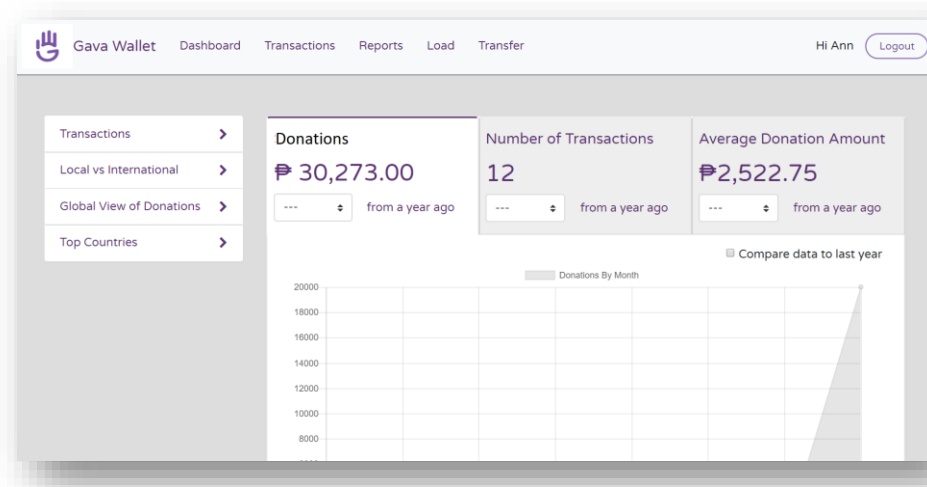 Gava Wallet Dashboard Transactions Reports Load Transfer Hi Ann Logout
Transactions
Local vs International
Global View of Donations
Top Countries
Donations
₱ 30,273.00
--- from a year ago
Number of Transactions
12
--- from a year ago
Average Donation Amount
₱2,522.75
--- from a year ago
Compare data to last year
Donations By Month
20000
18000
16000
14000
12000
10000
8000